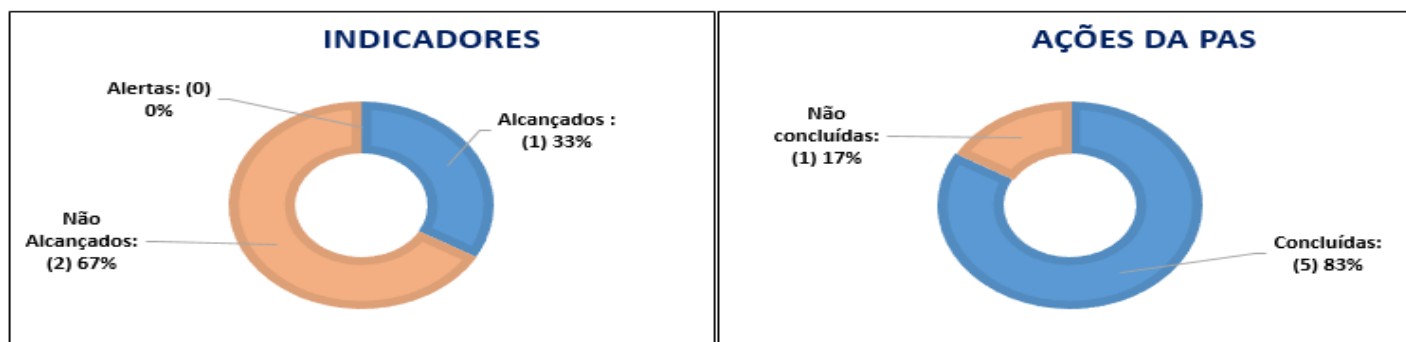 INDICADORES
Alertas: (0)
0%
Alcançados :
(1) 33%
Não
Alcançados:
(2) 67%
AÇÕES DA PAS
Não
concluídas:
(1) 17%
Concluídas:
(5) 83%